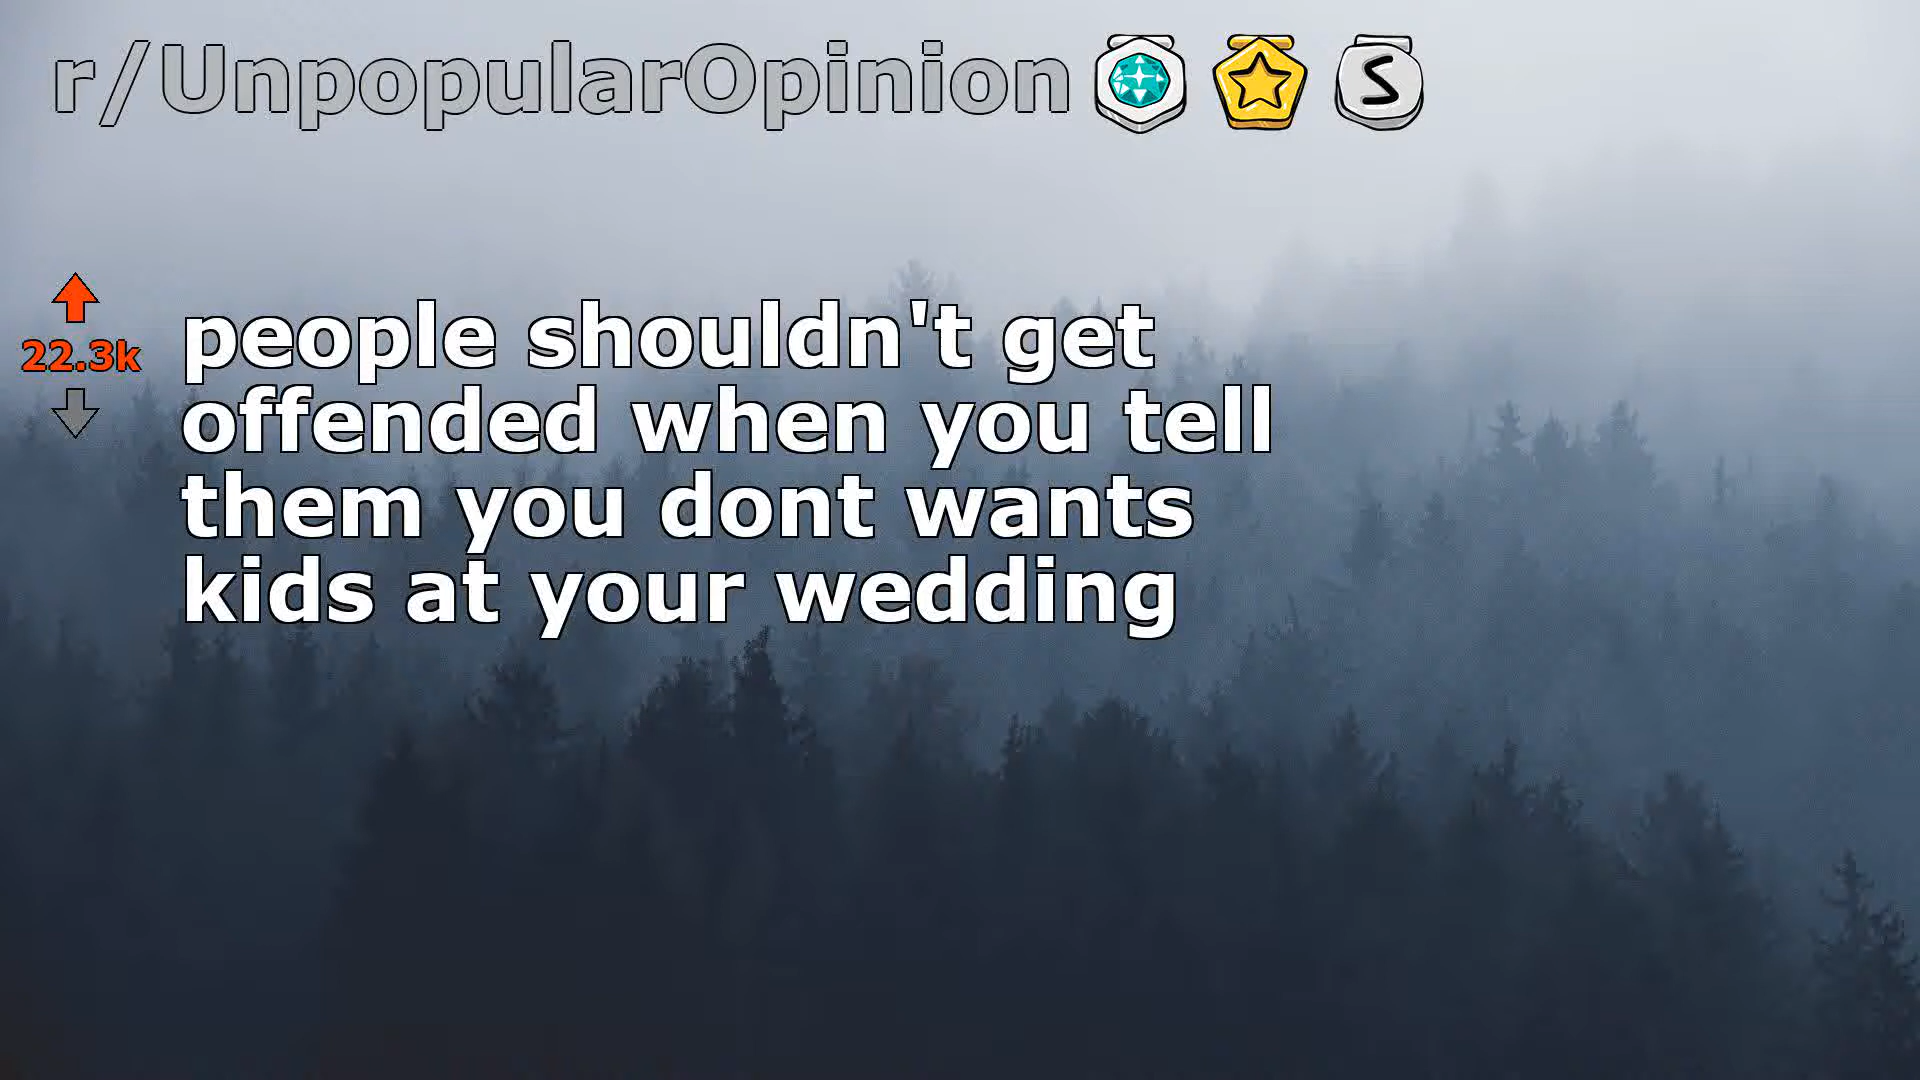 r/UnpopularOpinion
22.3k
people shouldn't get
offended when you tell
them you dont wants
kids at your wedding